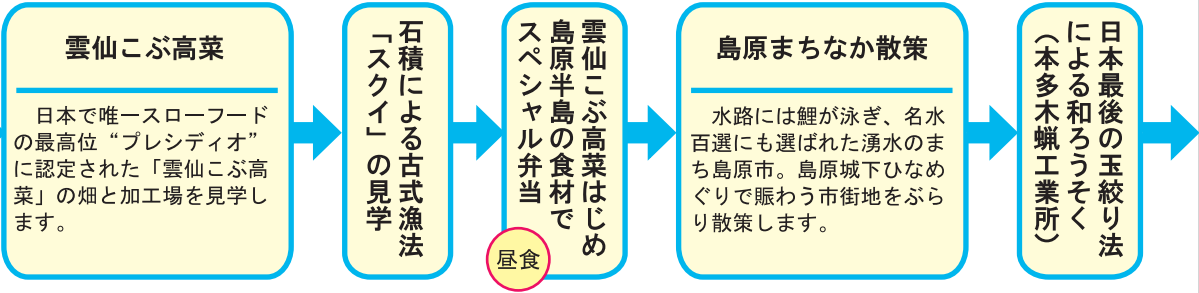 雲仙こぶ高菜
日本で唯一スローフード
の最高位“プレシディオ”
に認定された「雲仙こぶ高
菜」の畑と加工場を見学し
ます。
石積による古式漁法
「スクイ」の見学
雲仙こぶ高菜はじめ
島原半島の食材で
スペシャル弁当
昼食
島原まちなか散策
水路には鯉が泳ぎ、名水
百選にも選ばれた湧水のま
ち島原市。島原城下ひなめ
ぐりで賑わう市街地をぶら
り散策します。
日本最後の玉絞り法
による和ろうそく
（本多木蝋工業所）